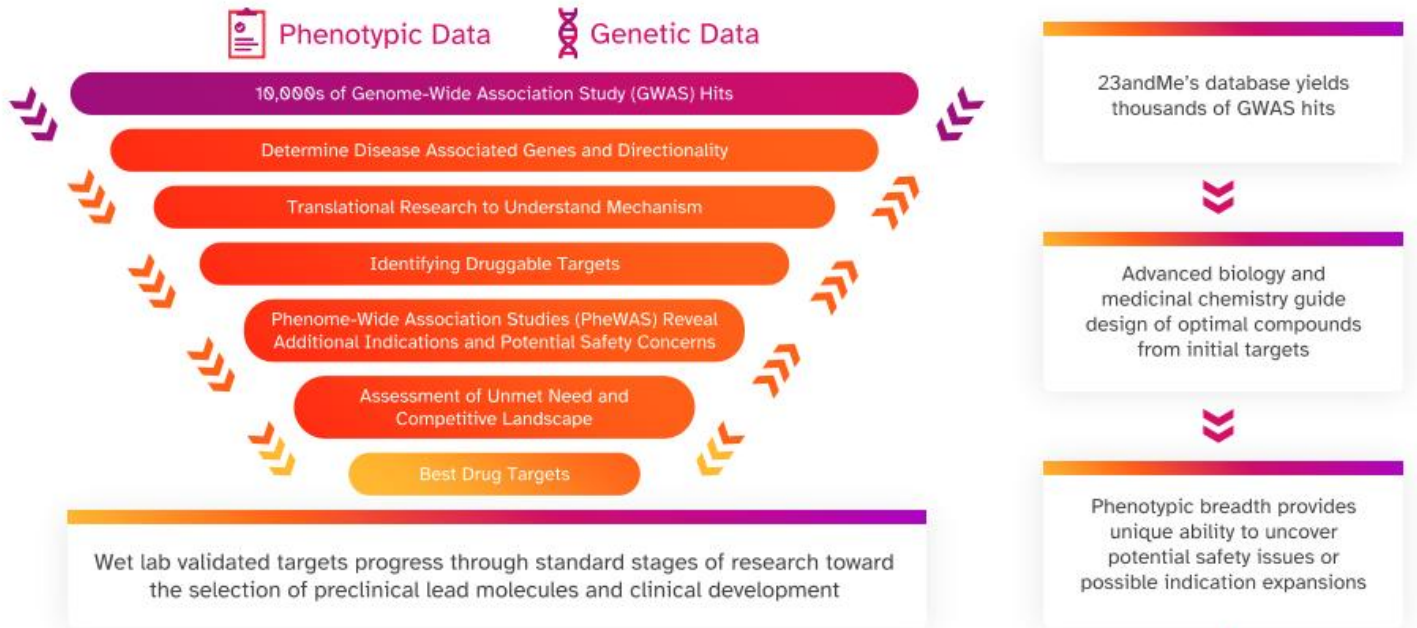 Phenotypic Data
Genetic Data
10,000s of Genome-Wide Association Study (GWAS) Hits
Determine Disease Associated Genes and Directionality
Translational Research to Understand Mechanism
Identifying Druggable Targets
Phenome-Wide Association Studies (PheWAS) Reveal
Additional Indications and Potential Safety Concerns
Assessment of Unmet Need and
Competitive Landscape
Best Drug Targets
Wet lab validated targets progress through standard stages of research toward
the selection of preclinical lead molecules and clinical development
23andMe’s database yields
thousands of GWAS hits
Advanced biology and
medicinal chemistry guide
design of optimal compounds
from initial targets
Phenotypic breadth provides
unique ability to uncover
potential safety issues or
possible indication expansions